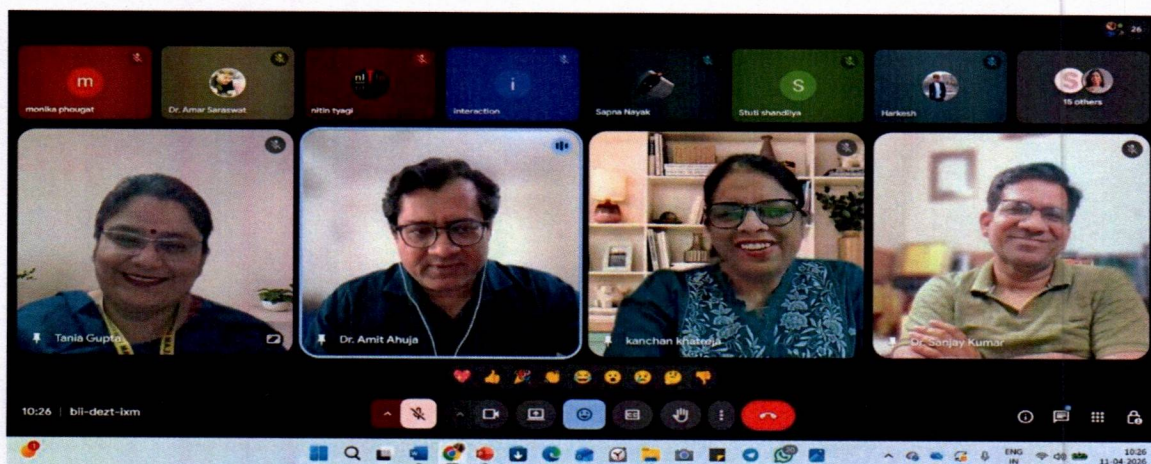 26
m
nl
i
S
S
monika phougat
Dr. Amar Saraswat
nitin tyagi
interaction
Sapna Nayak
Stuti shandilya
Harkesh
15 others
Tania Gupta
Dr. Amit Ahuja
kanchan khatreja
Dr. Sanjay Kumar
10:26 | bii-dezt-ixm
ENG
IN
10:26
11-04-2026